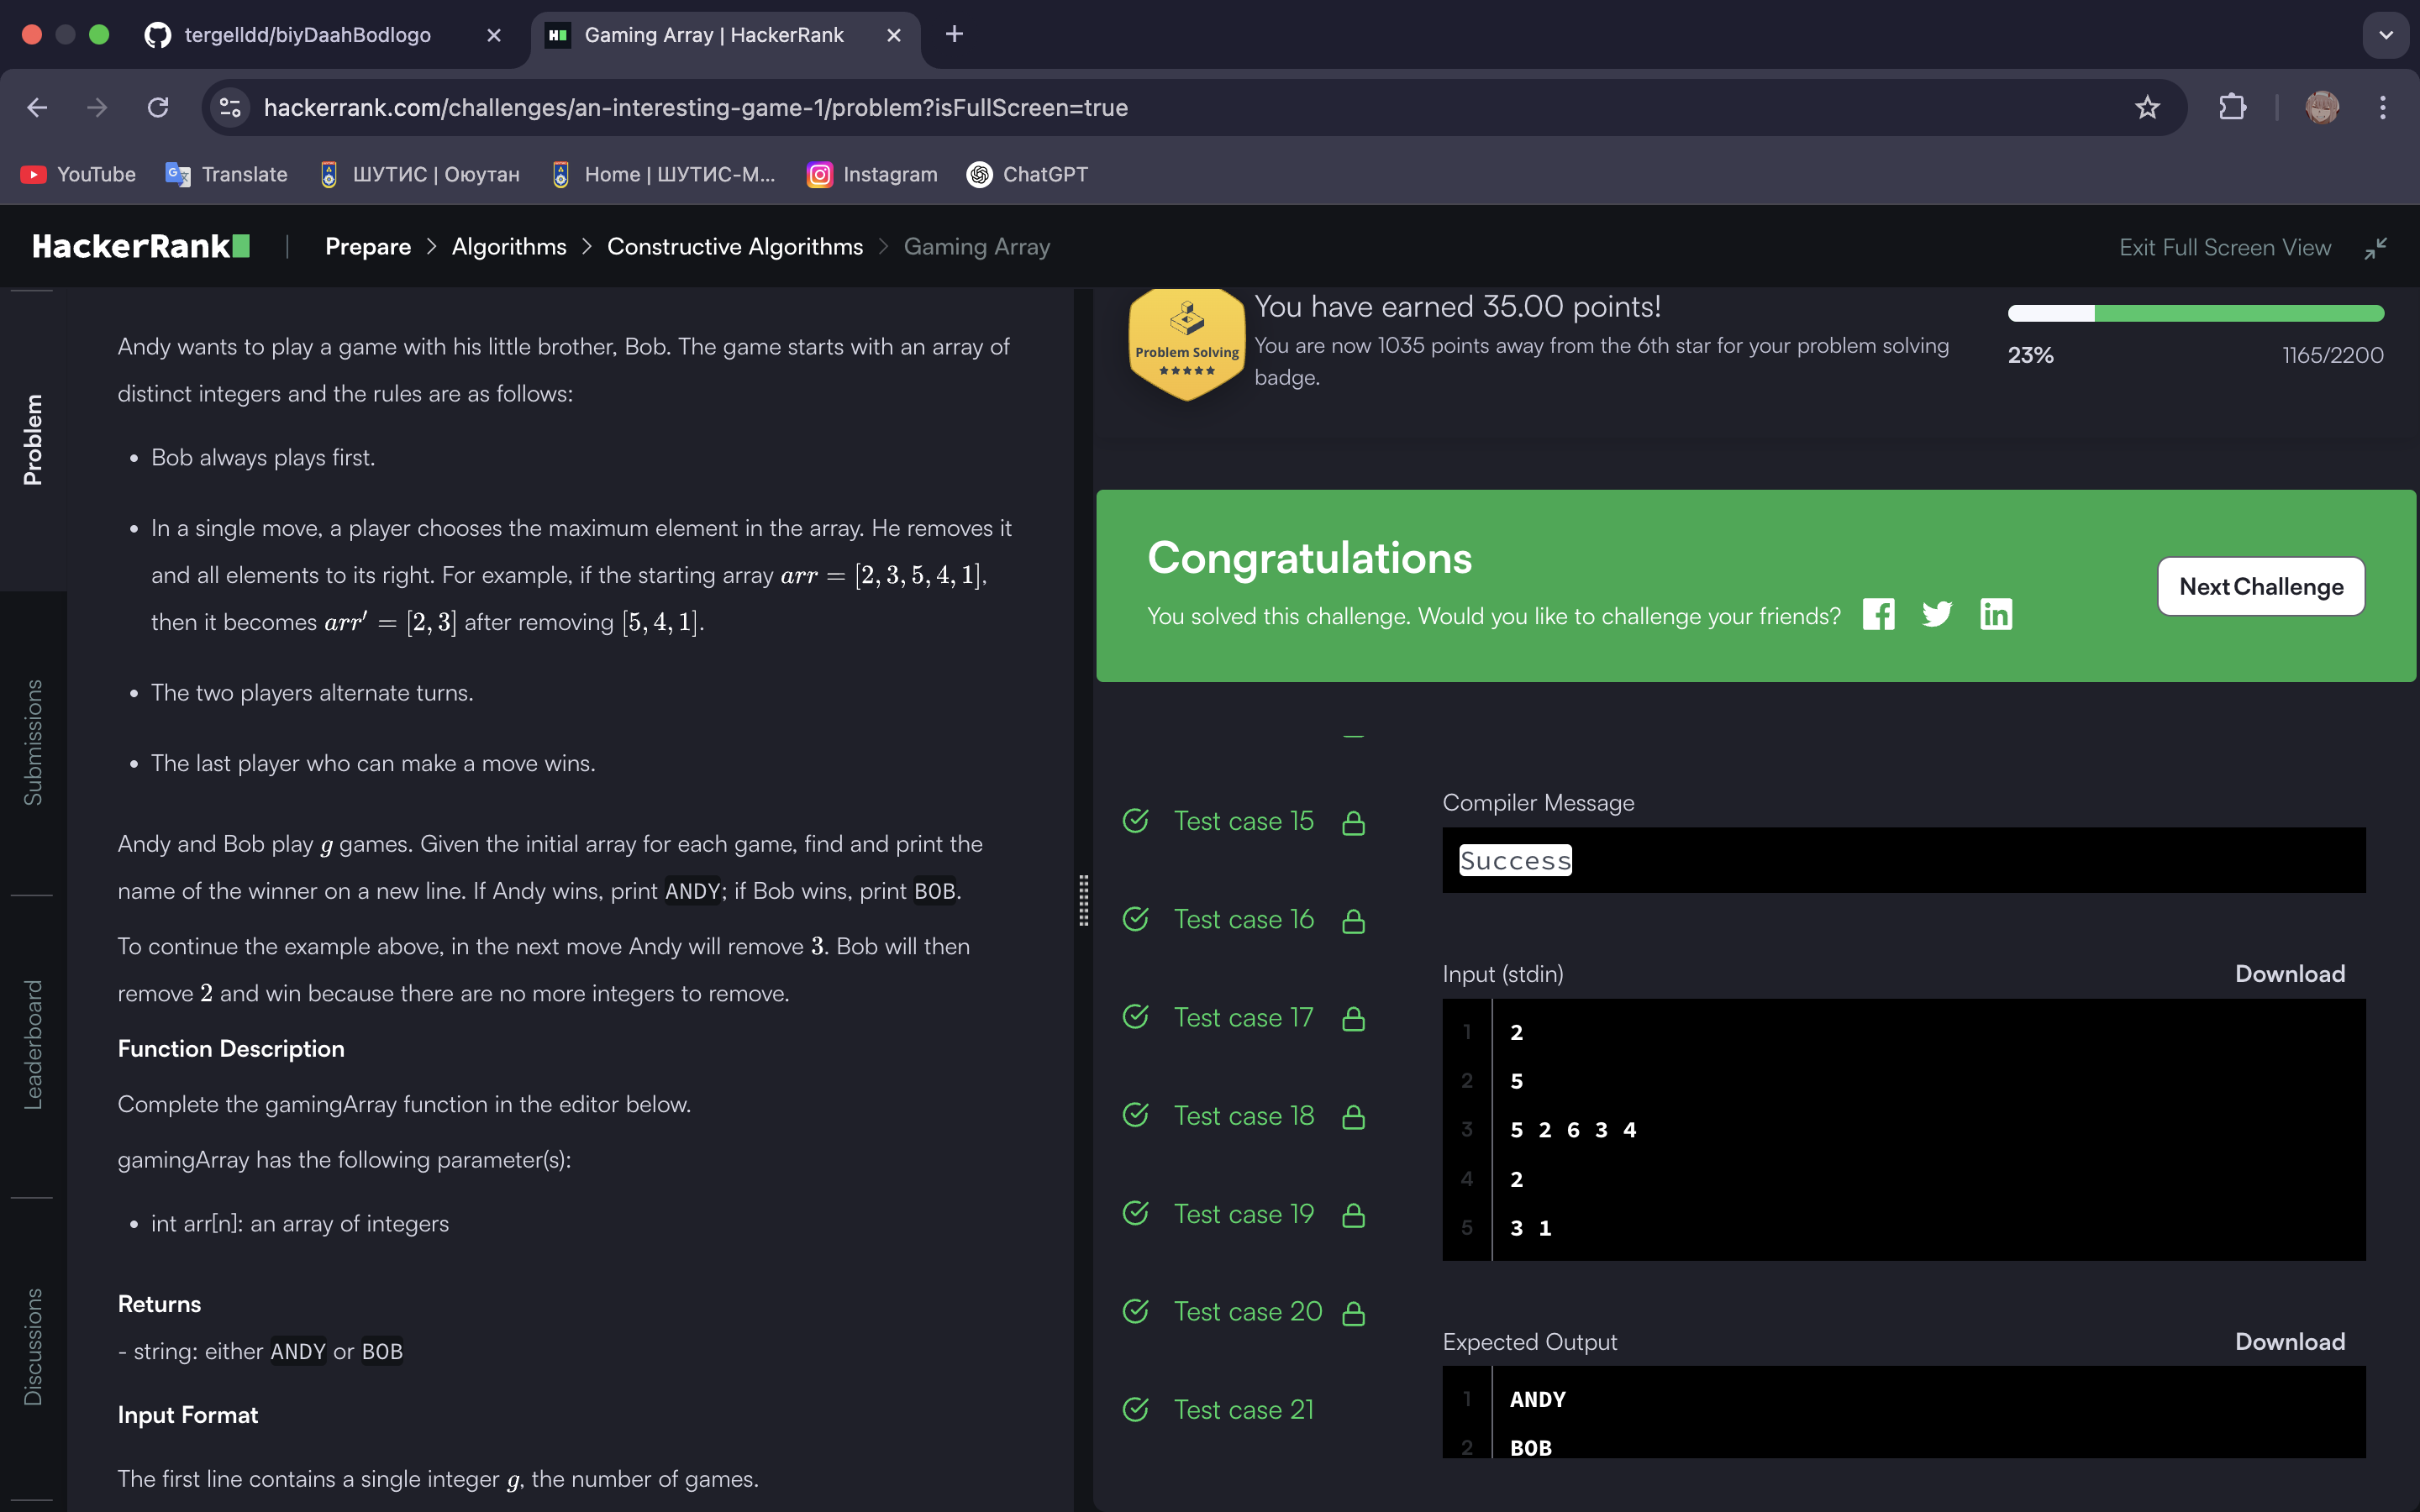 tergelldd/biyDaahBodlogo
Gaming Array | HackerRank
hackerrank.com/challenges/an-interesting-game-1/problem?isFullScreen=true
YouTube
Translate
ШУТИС | Оюутан
Home | ШУТИС-М...
Instagram
ChatGPT
HackerRank
Prepare > Algorithms > Constructive Algorithms > Gaming Array
Exit Full Screen View
Problem
Submissions
Leaderboard
Discussions
Andy wants to play a game with his little brother, Bob. The game starts with an array of
distinct integers and the rules are as follows:
• Bob always plays first.
• In a single move, a player chooses the maximum element in the array. He removes it
and all elements to its right. For example, if the starting array arr = [2, 3, 5, 4, 1],
then it becomes arr′ = [2, 3] after removing [5, 4, 1].
• The two players alternate turns.
• The last player who can make a move wins.
Andy and Bob play g games. Given the initial array for each game, find and print the
name of the winner on a new line. If Andy wins, print ANDY; if Bob wins, print BOB.
To continue the example above, in the next move Andy will remove 3. Bob will then
remove 2 and win because there are no more integers to remove.
Function Description
Complete the gamingArray function in the editor below.
gamingArray has the following parameter(s):
• int arr[n]: an array of integers
Returns
- string: either ANDY or BOB
Input Format
The first line contains a single integer g, the number of games.
Problem Solving
You have earned 35.00 points!
You are now 1035 points away from the 6th star for your problem solving
badge.
23%
1165/2200
Congratulations
You solved this challenge. Would you like to challenge your friends?
Next Challenge
Test case 15
Test case 16
Test case 17
Test case 18
Test case 19
Test case 20
Test case 21
Compiler Message
Success
Input (stdin)
Download
1 2
2 5
3 5 2 6 3 4
4 2
5 3 1
Expected Output
Download
1 ANDY
2 BOB